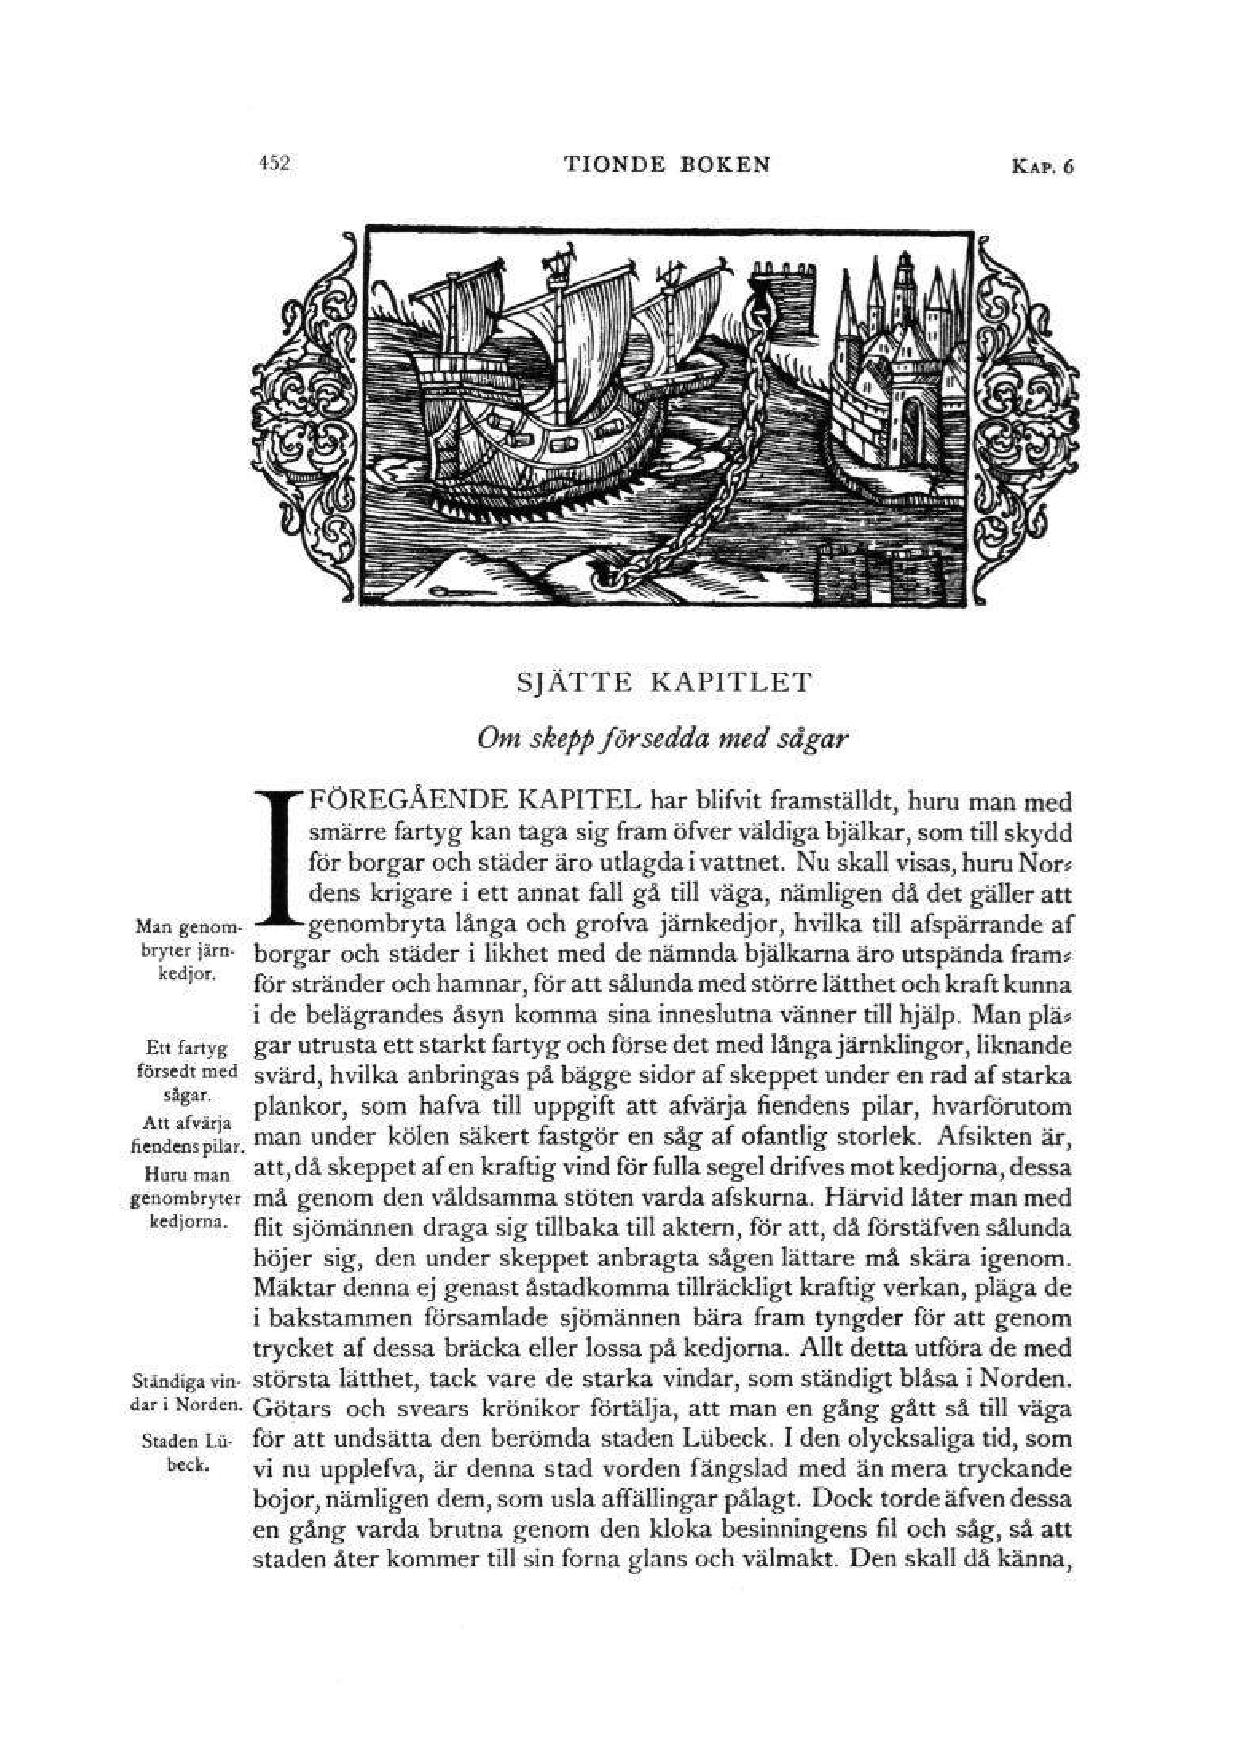 452 TIONDE BOKEN KAP. 6
SJÄTTE KAPITLET
Om skepp försedda med sågar
I FÖREGÅENDE KAPITEL har blifvit framställdt, huru man med
smärre fartyg kan taga sig fram öfver väldiga bjälkar, som till skydd
för borgar och städer äro utlagda i vattnet. Nu skall visas, huru Nor-
dens krigare i ett annat fall gå till väga, nämligen då det gäller att
genombryta långa och grofva järnkedjor, hvilka till afspärrande af
borgar och städer i likhet med de nämnda bjälkarna äro utspända fram-
för stränder och hamnar, för att sålunda med större lätthet och kraft kunna
i de belägrandes åsyn komma sina inneslutna vänner till hjälp. Man plä-
gar utrusta ett starkt fartyg och förse det med långa järnklingor, liknande
svärd, hvilka anbringas på bägge sidor af skeppet under en rad af starka
plankor, som hafva till uppgift att afvärja fiendens pilar, hvarförutom
man under kölen säkert fastgör en såg af ofantlig storlek. Afsikten är,
att, då skeppet af en kraftig vind för fulla segel drifves mot kedjorna, dessa
må genom den våldsamma stöten varda afskurna. Härvid låter man med
flit sjömännen draga sig tillbaka till aktern, för att, då förstäfven sålunda
höjer sig, den under skeppet anbragta sågen lättare må skära igenom.
Mäktar denna ej genast åstadkomma tillräckligt kraftig verkan, pläga de
i bakstammen församlade sjömännen bära fram tyngder för att genom
trycket af dessa bräcka eller lossa på kedjorna. Allt detta utföra de med
största lätthet, tack vare de starka vindar, som ständigt blåsa i Norden.
Götars och svears krönikor förtälja, att man en gång gått så till väga
för att undsätta den berömda staden Lübeck. I den olycksaliga tid, som
vi nu upplefva, är denna stad vorden fängslad med än mera tryckande
bojor, nämligen dem, som usla affällingar pålagt. Dock torde äfven dessa
en gång varda brutna genom den kloka besinningens fil och såg, så att
staden åter kommer till sin forna glans och välmakt. Den skall då känna,
Man genom-
bryter järn-
kedjor.
Ett fartyg
försedt med
sågar.
Att afvärja
fiendens pilar.
Huru man
genombryter
kedjorna.
Ständiga vin-
dar i Norden.
Staden Lü-
beck.